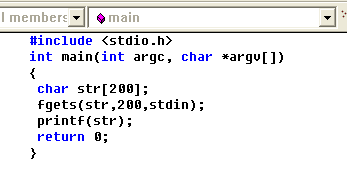 l members
main
#include <stdio.h>
int main(int argc, char *argv[])
{
char str[200];
fgets(str,200,stdin);
printf(str);
return 0;
}